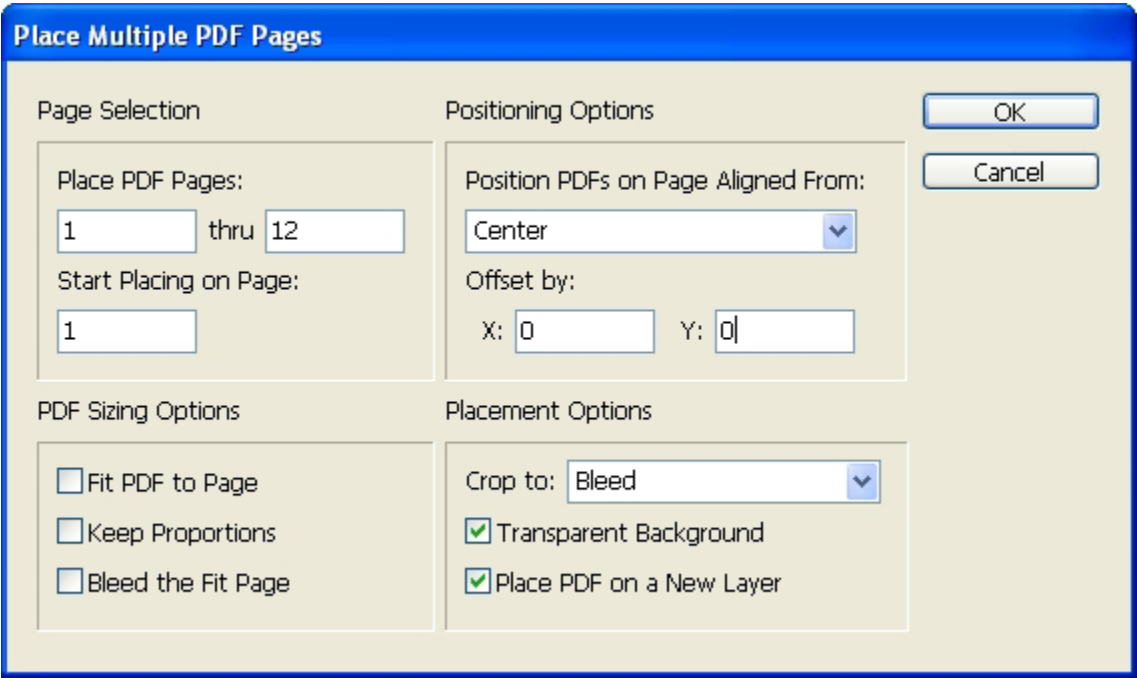 Place Multiple PDF Pages
Page Selection
Place PDF Pages:
1 thru 12
Start Placing on Page:
1
Positioning Options
Position PDFs on Page Aligned From:
Center
Offset by:
X: 0 Y: 0
OK
Cancel
PDF Sizing Options
Fit PDF to Page
Keep Proportions
Bleed the Fit Page
Placement Options
Crop to: Bleed
Transparent Background
Place PDF on a New Layer